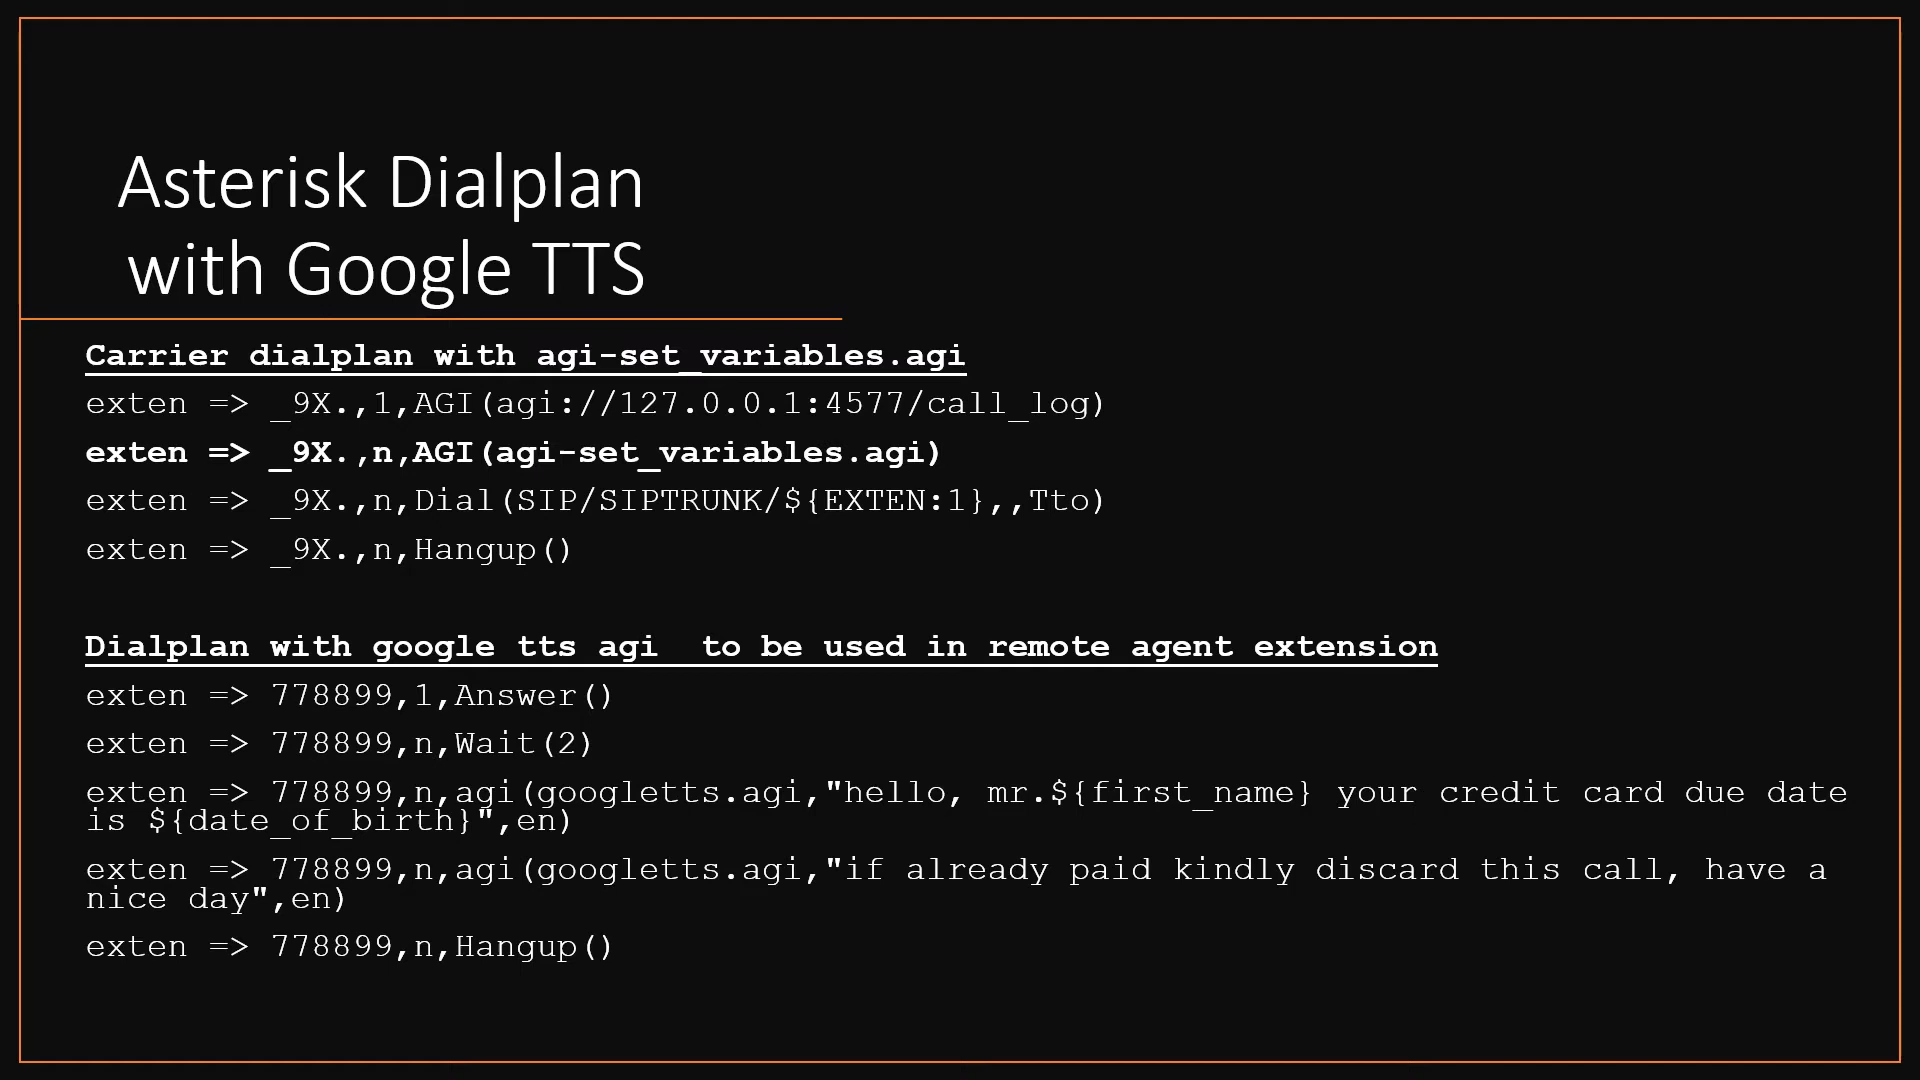 Asterisk Dialplan
with Google TTS
Carrier dialplan with agi-set_variables.agi
exten => _9X.,1,AGI(agi://127.0.0.1:4577/call_log)
exten => _9X.,n,AGI(agi-set_variables.agi)
exten => _9X.,n,Dial(SIP/SIPTRUNK/${EXTEN:1},,Tto)
exten => _9X.,n,Hangup()
Dialplan with google tts agi  to be used in remote agent extension
exten => 778899,1,Answer()
exten => 778899,n,Wait(2)
exten => 778899,n,agi(googletts.agi,"hello, mr.${first_name} your credit card due date
is ${date_of_birth}",en)
exten => 778899,n,agi(googletts.agi,"if already paid kindly discard this call, have a
nice day",en)
exten => 778899,n,Hangup()